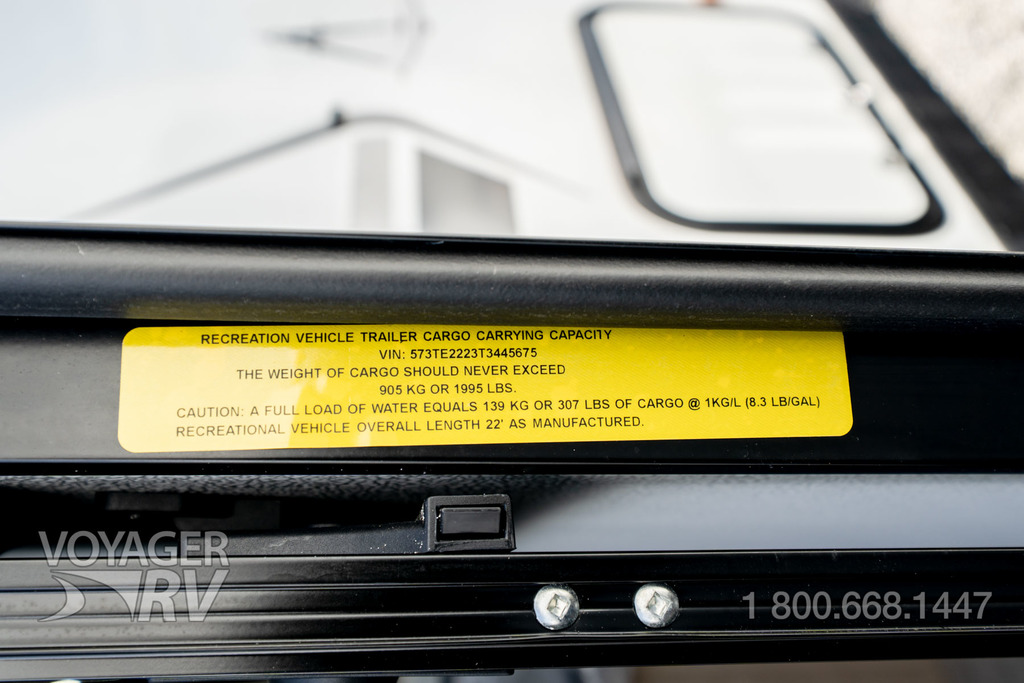 RECREATION VEHICLE TRAILER CARGO CARRYING CAPACITY
VIN: 573TE2223T3445675
THE WEIGHT OF CARGO SHOULD NEVER EXCEED
905 KG OR 1995 LBS.
CAUTION: A FULL LOAD OF WATER EQUALS 139 KG OR 307 LBS OF CARGO @ 1KG/L (8.3 LB/GAL)
RECREATIONAL VEHICLE OVERALL LENGTH 22' AS MANUFACTURED.
VOYAGER
RV
1 800.668.1447